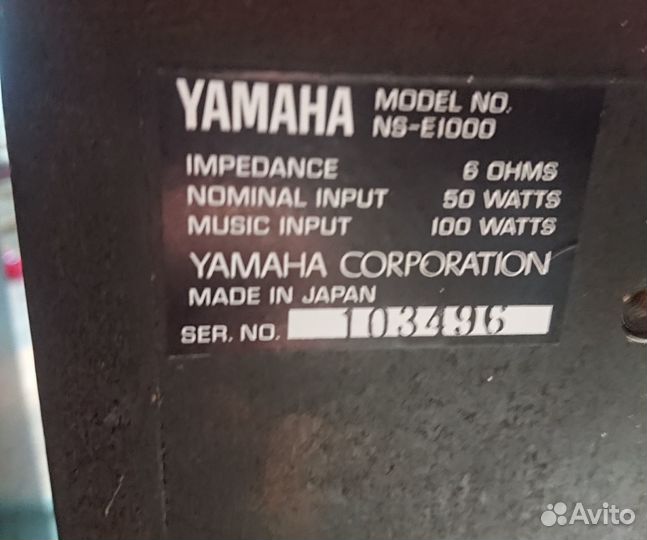 YAMAHA MODEL NO.
NS-E1000
IMPEDANCE 6 OHMS
NOMINAL INPUT 50 WATTS
MUSIC INPUT 100 WATTS
YAMAHA CORPORATION
MADE IN JAPAN
SER. NO. 103496
Avito